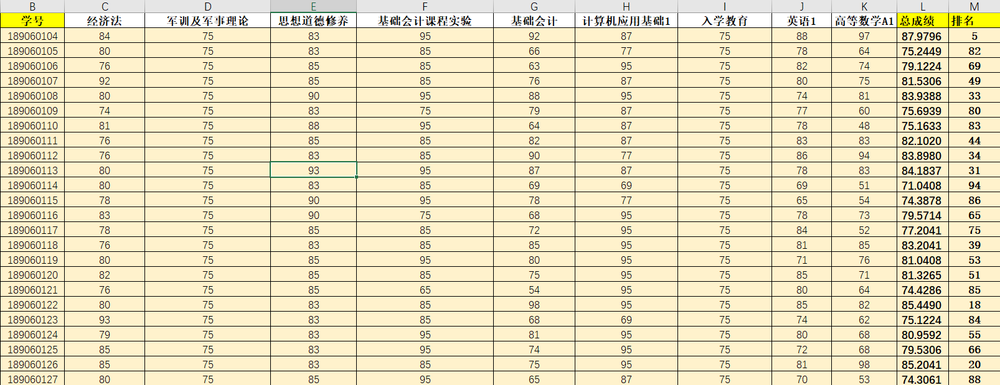 B C D E F G H I J K L M
学号 经济法 军训及军事理论 思想道德修养 基础会计课程实验 基础会计 计算机应用基础1 入学教育 英语1 高等数学A1 总成绩 排名
189060104 84 75 83 95 92 87 75 88 97 87.9796 5
189060105 80 75 83 85 66 77 75 78 64 75.2449 82
189060106 76 75 85 85 63 95 75 82 74 79.1224 69
189060107 92 75 85 85 76 87 75 80 75 81.5306 49
189060108 80 75 90 95 88 95 75 74 81 83.9388 33
189060109 74 75 83 75 79 87 75 77 60 75.6939 80
189060110 81 75 88 95 64 87 75 78 48 75.1633 83
189060111 76 75 85 85 82 87 75 83 83 82.1020 44
189060112 76 75 83 85 90 77 75 86 94 83.8980 34
189060113 80 75 93 95 87 87 75 78 83 84.1837 31
189060114 80 75 83 85 69 69 75 69 51 71.0408 94
189060115 78 75 90 95 78 77 75 65 54 74.3878 86
189060116 83 75 90 75 68 95 75 78 73 79.5714 65
189060117 78 75 85 85 72 95 75 84 52 77.2041 75
189060118 76 75 83 85 85 95 75 81 85 83.2041 39
189060119 80 75 85 95 80 95 75 71 76 81.0408 53
189060120 82 75 85 85 75 95 75 85 71 81.3265 51
189060121 76 75 85 65 54 95 75 80 64 74.4286 85
189060122 80 75 83 85 98 95 75 85 82 85.4490 18
189060123 93 75 83 85 68 69 75 74 62 75.1224 84
189060124 79 75 83 95 81 95 75 80 68 80.9592 55
189060125 85 75 83 95 74 95 75 72 68 79.5306 66
189060126 85 75 83 85 75 95 75 81 98 85.2041 20
189060127 80 75 85 95 65 87 75 70 53 74.3061 88